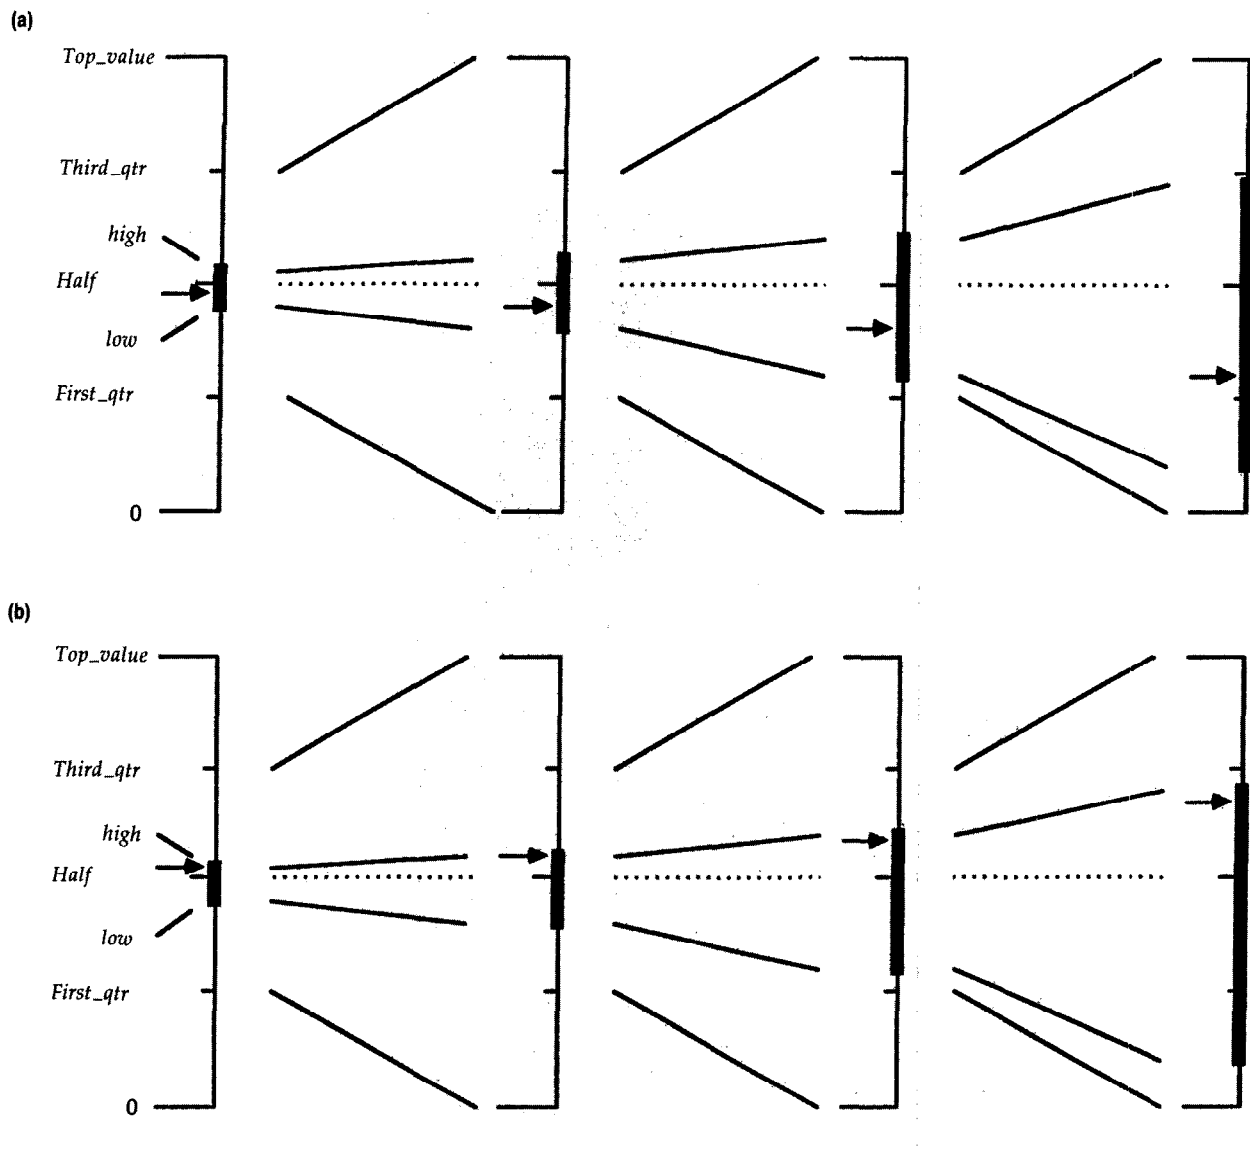 (a)
Top_value
Third_qtr
high
Half
low
First_qtr
0
(b)
Top_value
Third_qtr
high
Half
low
First_qtr
0